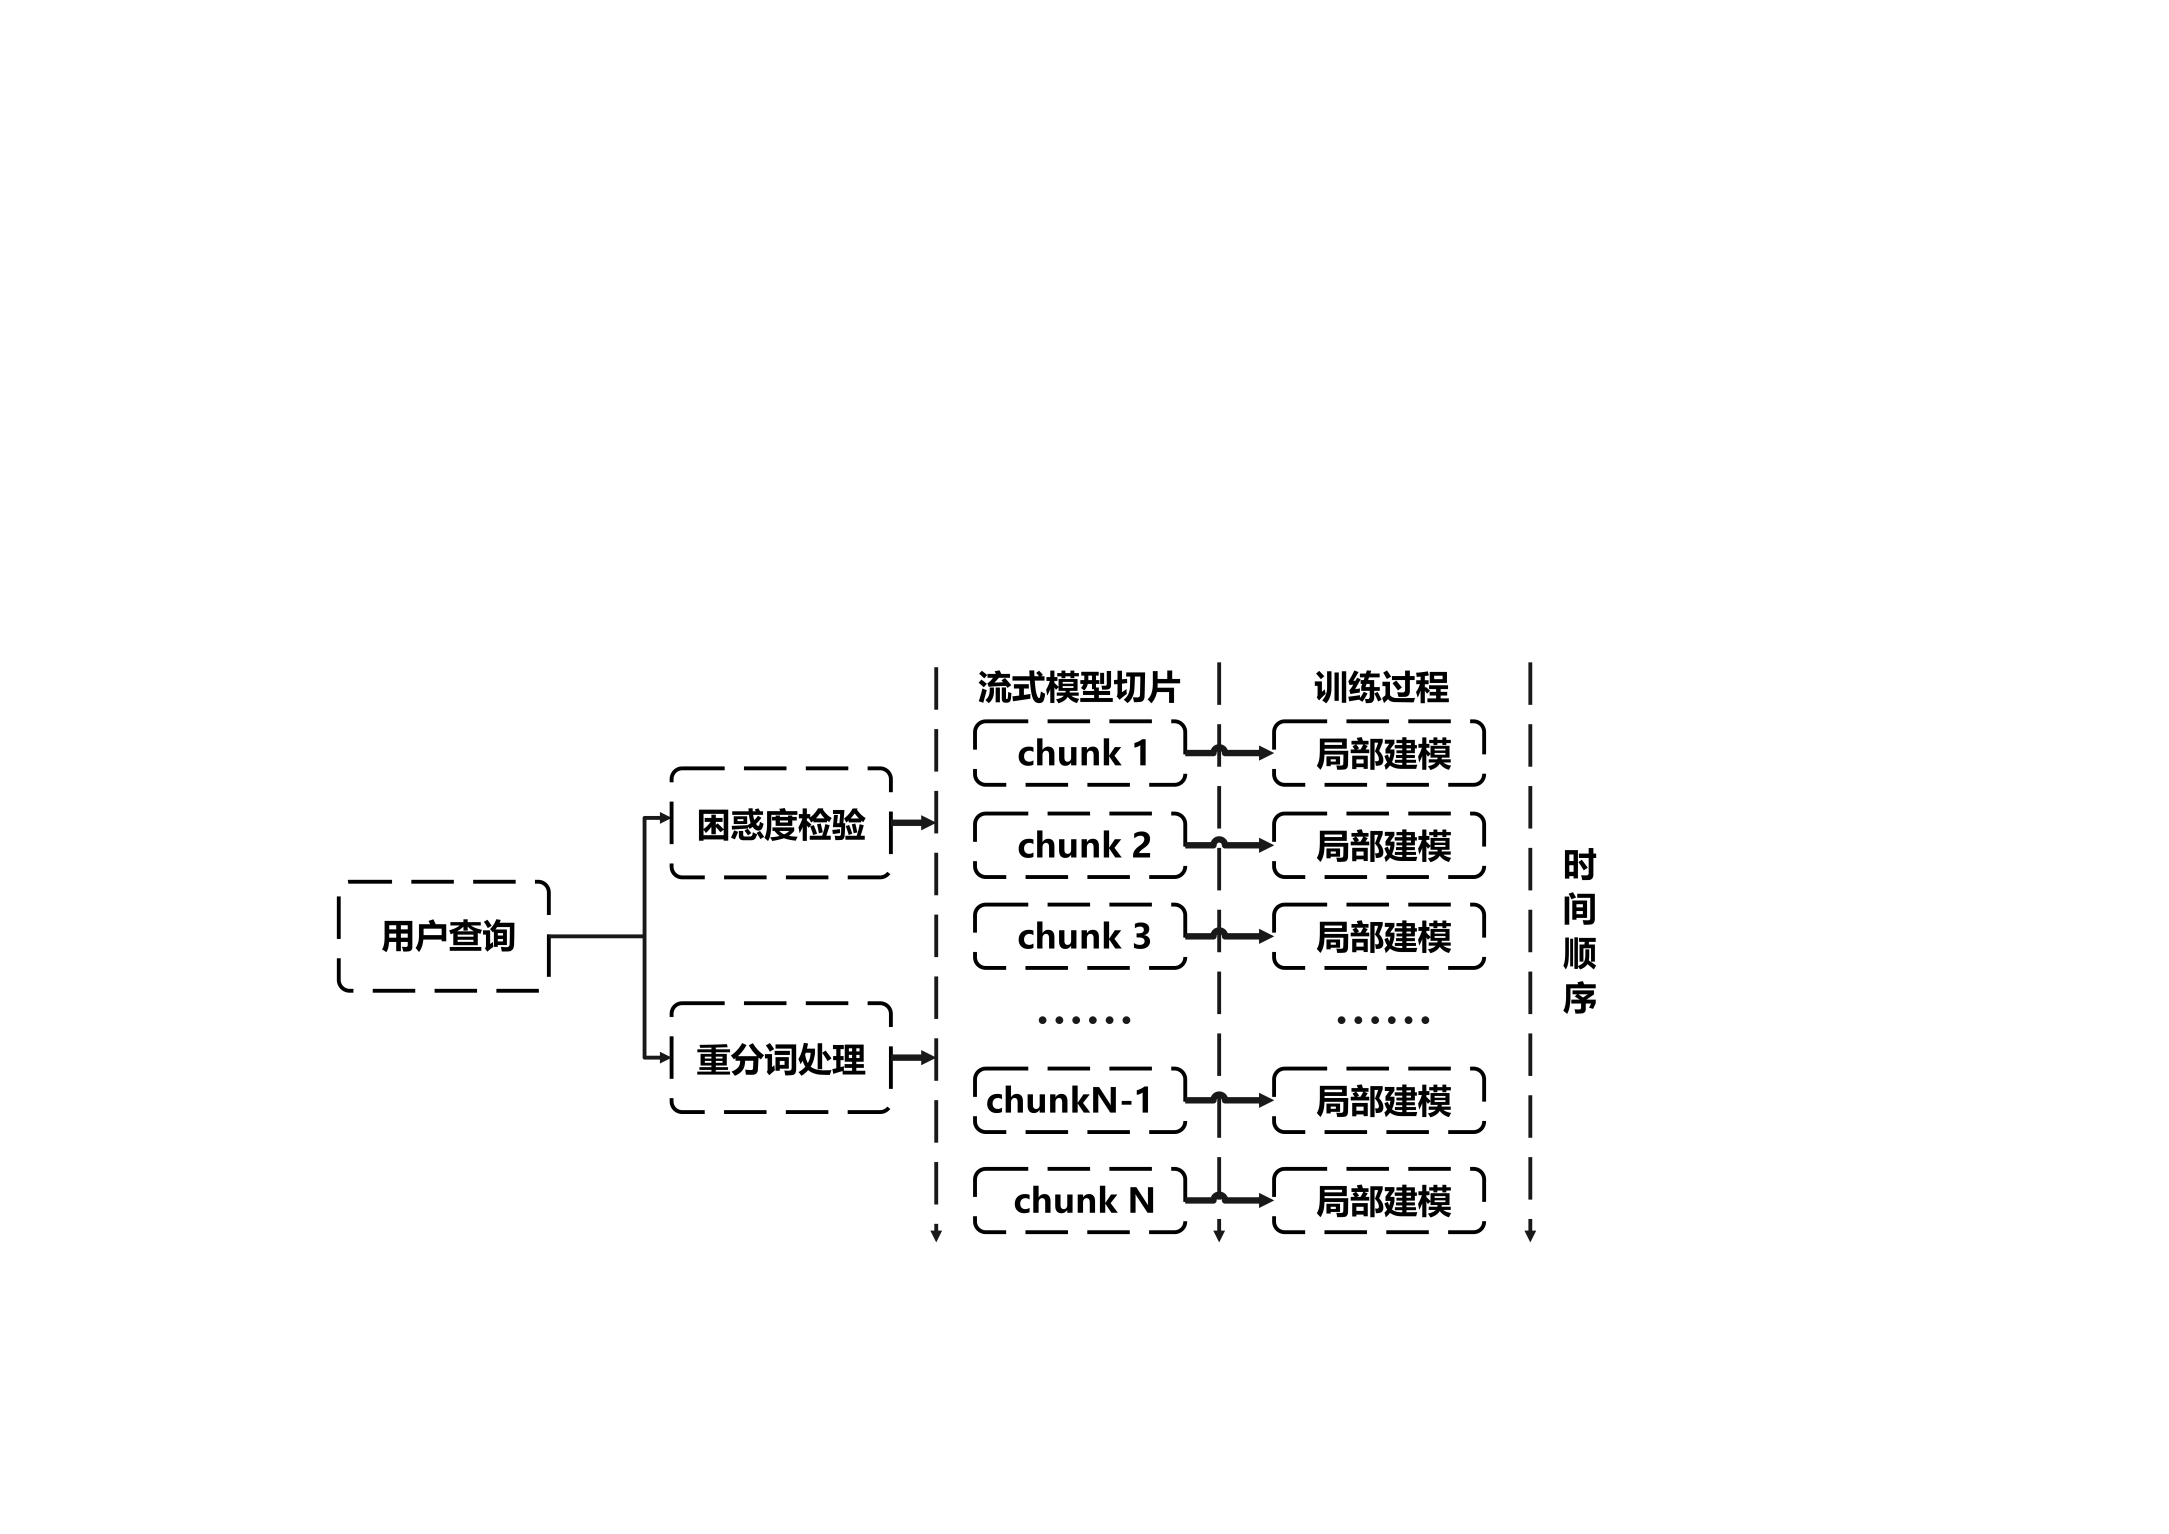 用户查询
困惑度检验
重分词处理
流式模型切片
chunk 1
chunk 2
chunk 3
……
chunkN-1
chunk N
训练过程
局部建模
局部建模
局部建模
……
局部建模
局部建模
时间顺序